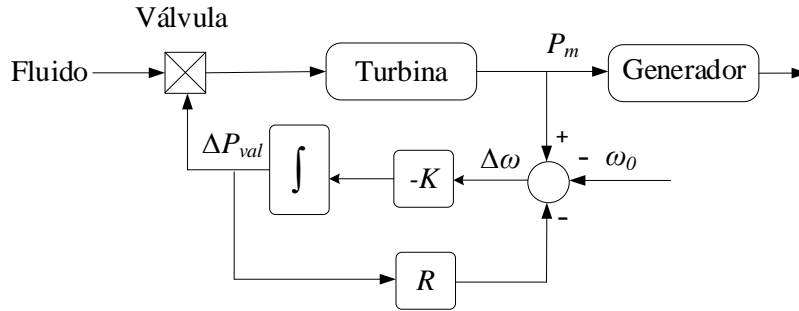 Válvula
Fluido
Turbina
P_m
Generador
ΔP_val
∫
-K
Δω
+
-
ω_0
-
R